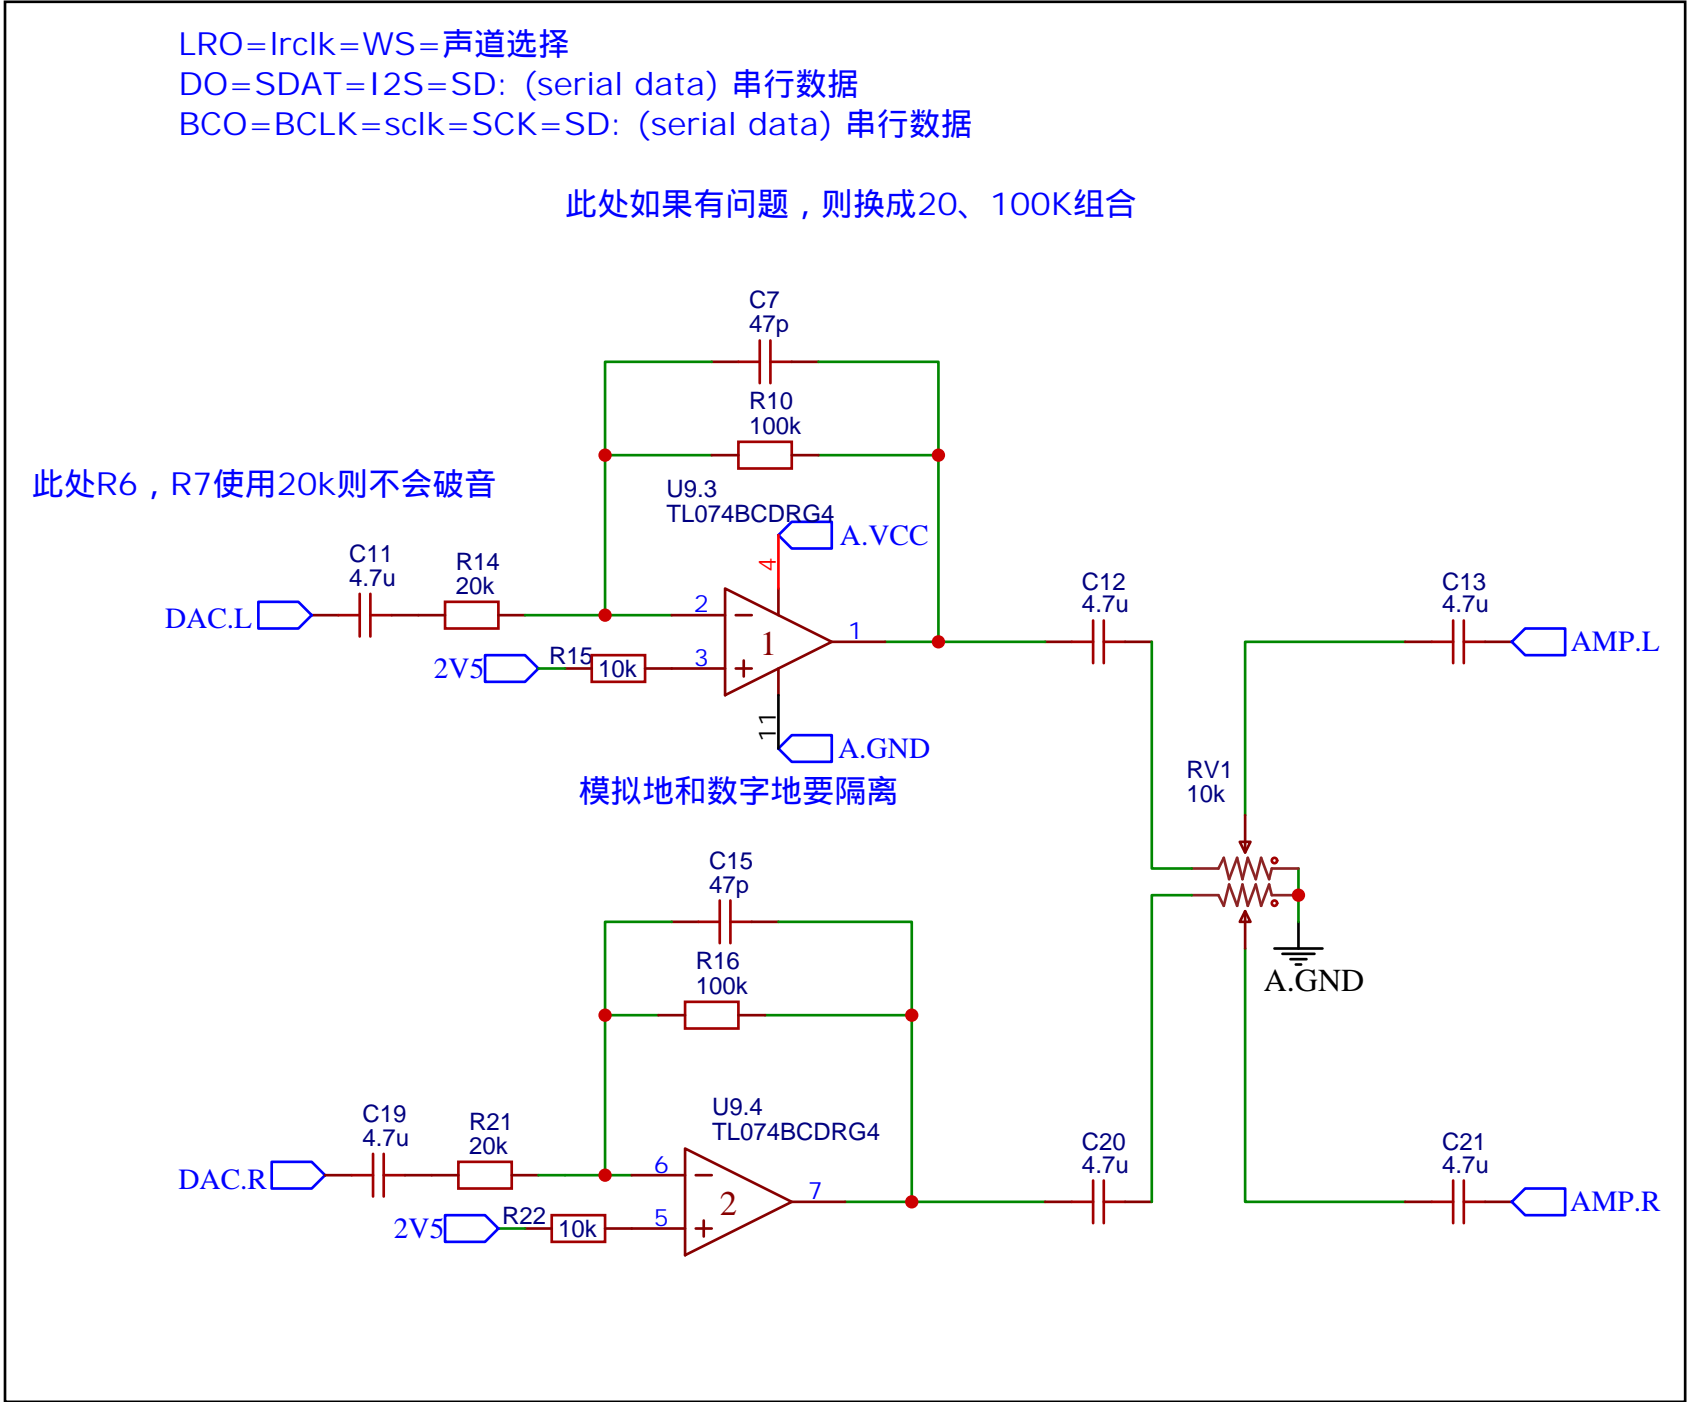 LRO=lrclk=WS=声道选择
DO=SDAT=I2S=SD: (serial data) 串行数据
BCO=BCLK=sclk=SCK=SD: (serial data) 串行数据
此处如果有问题，则换成20、100K组合
C7
47p
R10
100k
此处R6，R7使用20k则不会破音
U9.3
TL074BCDRG4
A.VCC
4
C11
4.7u
R14
20k
DAC.L
2
1
1
3
2V5
R15
10k
11
A.GND
C12
4.7u
C13
4.7u
AMP.L
模拟地和数字地要隔离
RV1
10k
A.GND
C15
47p
R16
100k
U9.4
TL074BCDRG4
C19
4.7u
R21
20k
DAC.R
6
2
7
5
2V5
R22
10k
C20
4.7u
C21
4.7u
AMP.R